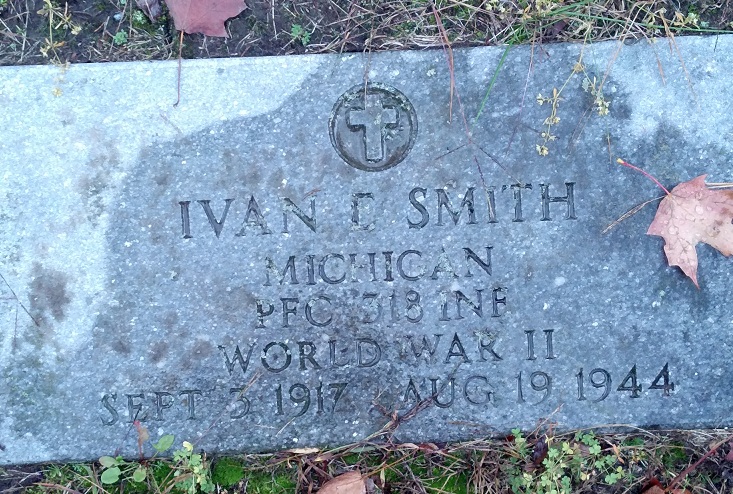 IVAN C SMITH
MICHIGAN
PFC 318 INF
WORLD WAR II
SEPT 3 1917 AUG 19 1944